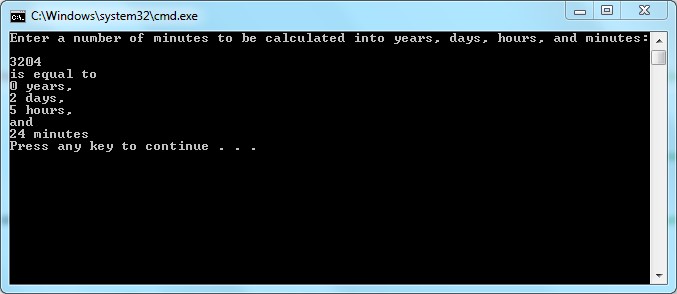 C:\Windows\system32\cmd.exe
Enter a number of minutes to be calculated into years, days, hours, and minutes:
3204
is equal to
0 years,
2 days,
5 hours,
and
24 minutes
Press any key to continue . . .